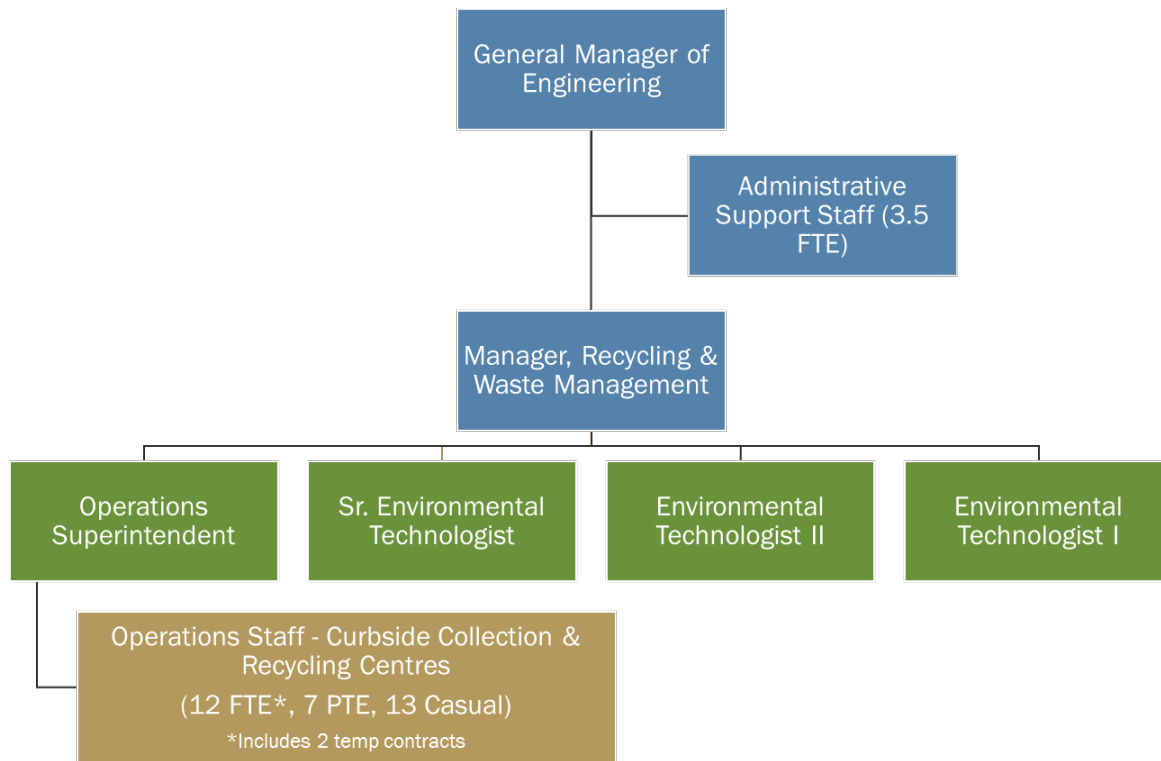 General Manager of
Engineering
Administrative
Support Staff (3.5
FTE)
Manager, Recycling &
Waste Management
Operations
Superintendent
Sr. Environmental
Technologist
Environmental
Technologist II
Environmental
Technologist I
Operations Staff - Curbside Collection &
Recycling Centres
(12 FTE*, 7 PTE, 13 Casual)
*Includes 2 temp contracts